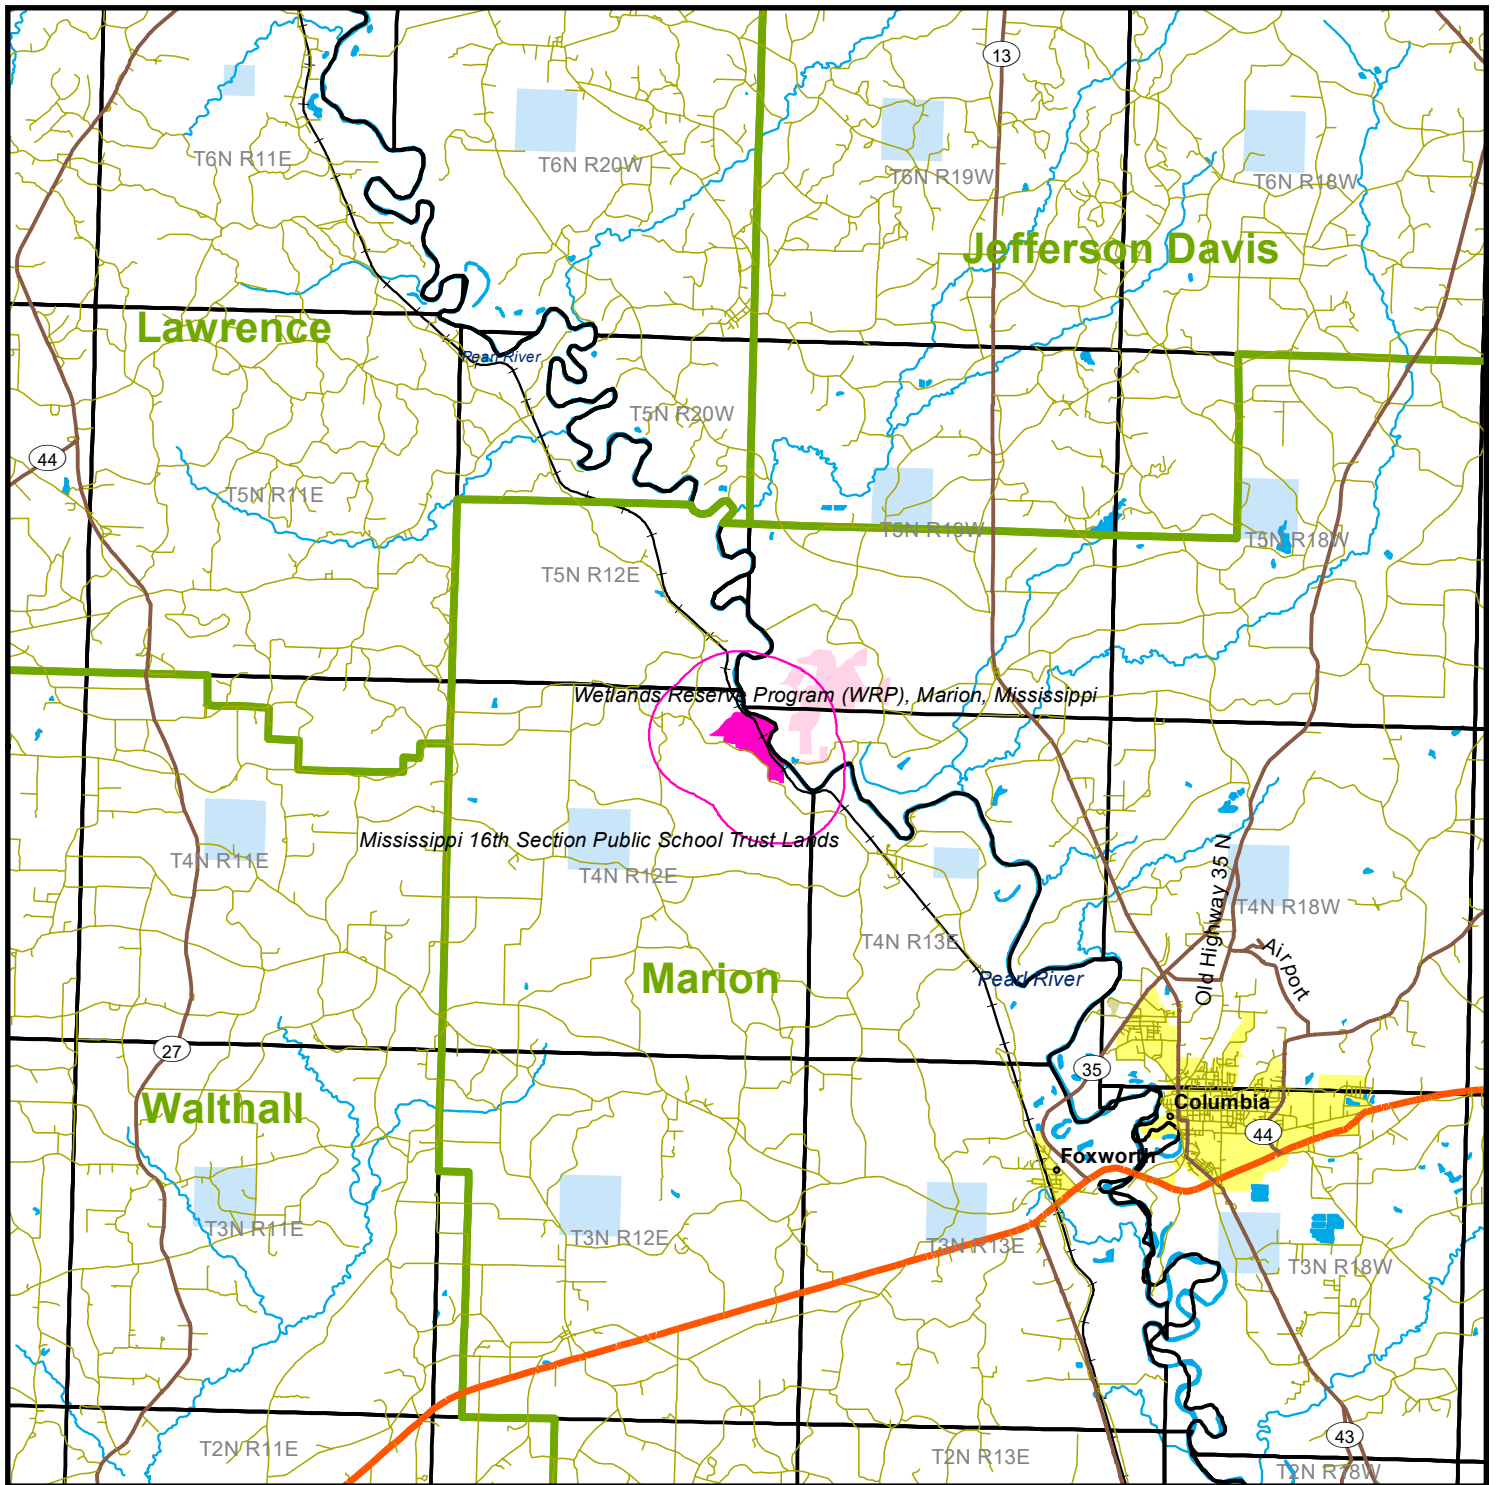 13
T6N R11E
T6N R20W
T6N R19W
T6N R18W
Jefferson Davis
Lawrence
Pearl River
T5N R20W
44
T5N R11E
T5N R19W
T5N R18W
T5N R12E
Wetlands Reserve Program (WRP), Marion, Mississippi
Mississippi 16th Section Public School Trust Lands
T4N R11E
T4N R12E
Old Highway 35 N
T4N R18W
T4N R13E
Airport
Marion
Pearl River
27
35
Walthall
Columbia
44
Foxworth
T3N R11E
T3N R12E
T3N R13E
T3N R18W
43
T2N R11E
T2N R13E
T2N R18W